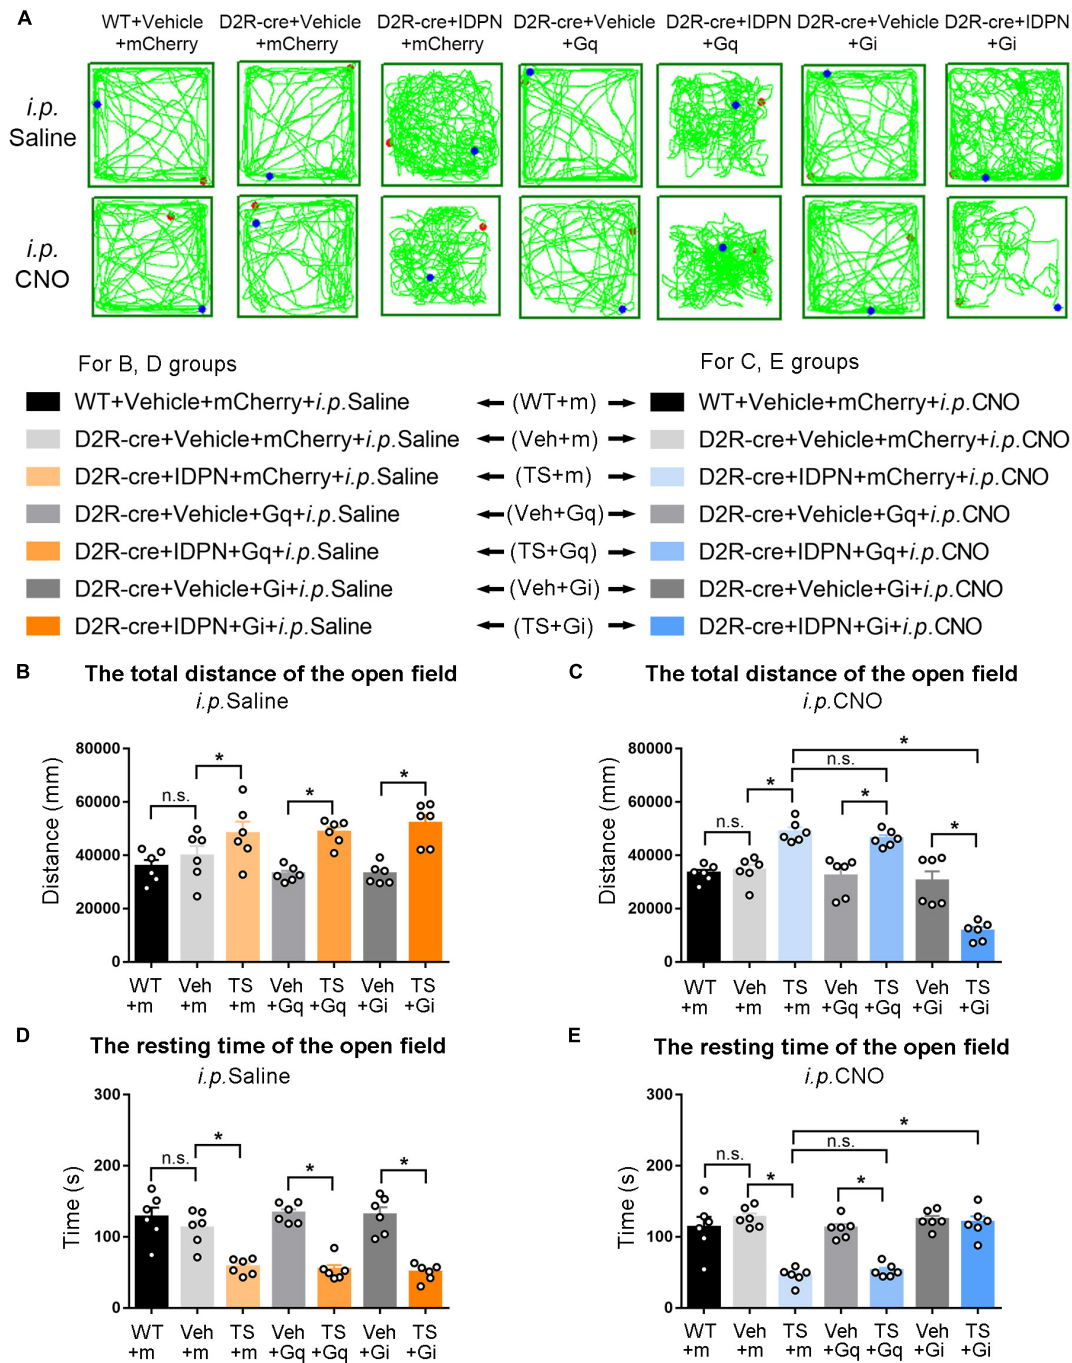 A
WT+Vehicle +mCherry
D2R-cre+Vehicle +mCherry
D2R-cre+IDPN +mCherry
D2R-cre+Vehicle +Gq
D2R-cre+IDPN +Gq
D2R-cre+Vehicle +Gi
D2R-cre+IDPN +Gi
i.p. Saline
i.p. CNO
For B, D groups
For C, E groups
WT+Vehicle+mCherry+i.p.Saline (WT+m) WT+Vehicle+mCherry+i.p.CNO
D2R-cre+Vehicle+mCherry+i.p.Saline (Veh+m) D2R-cre+Vehicle+mCherry+i.p.CNO
D2R-cre+IDPN+mCherry+i.p.Saline (TS+m) D2R-cre+IDPN+mCherry+i.p.CNO
D2R-cre+Vehicle+Gq+i.p.Saline (Veh+Gq) D2R-cre+Vehicle+Gq+i.p.CNO
D2R-cre+IDPN+Gq+i.p.Saline (TS+Gq) D2R-cre+IDPN+Gq+i.p.CNO
D2R-cre+Vehicle+Gi+i.p.Saline (Veh+Gi) D2R-cre+Vehicle+Gi+i.p.CNO
D2R-cre+IDPN+Gi+i.p.Saline (TS+Gi) D2R-cre+IDPN+Gi+i.p.CNO
B
The total distance of the open field
i.p.Saline
Distance (mm)
80000
60000
40000
20000
0
n.s.
*
*
*
WT Veh TS Veh TS Veh TS
+m +m +m +Gq +Gq +Gi +Gi
C
The total distance of the open field
i.p.CNO
Distance (mm)
80000
60000
40000
20000
0
*
n.s.
*
*
n.s.
*
WT Veh TS Veh TS Veh TS
+m +m +m +Gq +Gq +Gi +Gi
D
The resting time of the open field
i.p.Saline
Time (s)
300
200
100
0
n.s.
*
*
*
WT Veh TS Veh TS Veh TS
+m +m +m +Gq +Gq +Gi +Gi
E
The resting time of the open field
i.p.CNO
Time (s)
300
200
100
0
*
n.s.
n.s.
*
*
WT Veh TS Veh TS Veh TS
+m +m +m +Gq +Gq +Gi +Gi